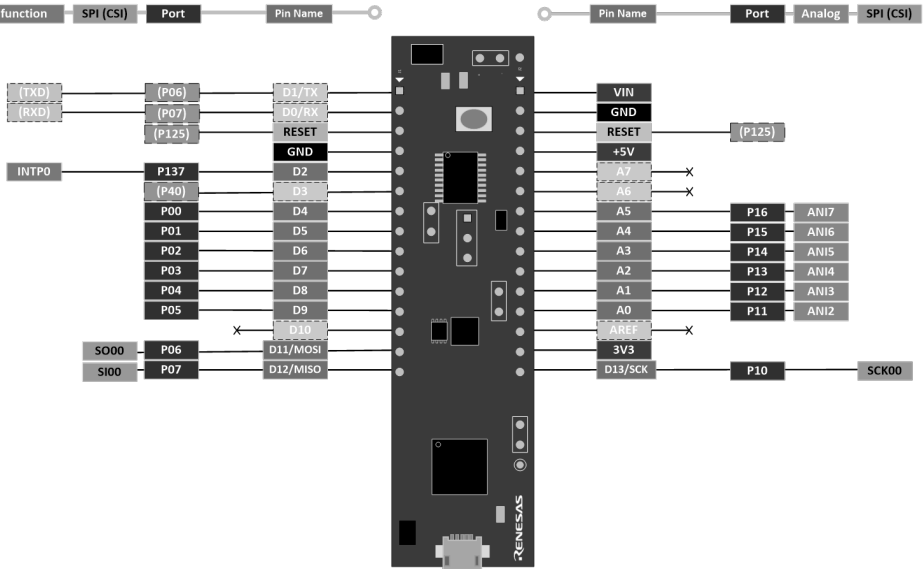 function SPI (CSI) Port Pin Name Pin Name Port Analog SPI (CSI)
(TXD) (P06) D1/TX VIN
(RXD) (P07) D0/RX GND
(P125) RESET RESET (P125)
GND +5V
INTP0 P137 D2 A7
(P40) D3 A6
P00 D4 A5 P16 ANI7
P01 D5 A4 P15 ANI6
P02 D6 A3 P14 ANI5
P03 D7 A2 P13 ANI4
P04 D8 A1 P12 ANI3
P05 D9 A0 P11 ANI2
D10 AREF
SO00 P06 D11/MOSI 3V3
SI00 P07 D12/MISO D13/SCK P10 SCK00
RENESAS